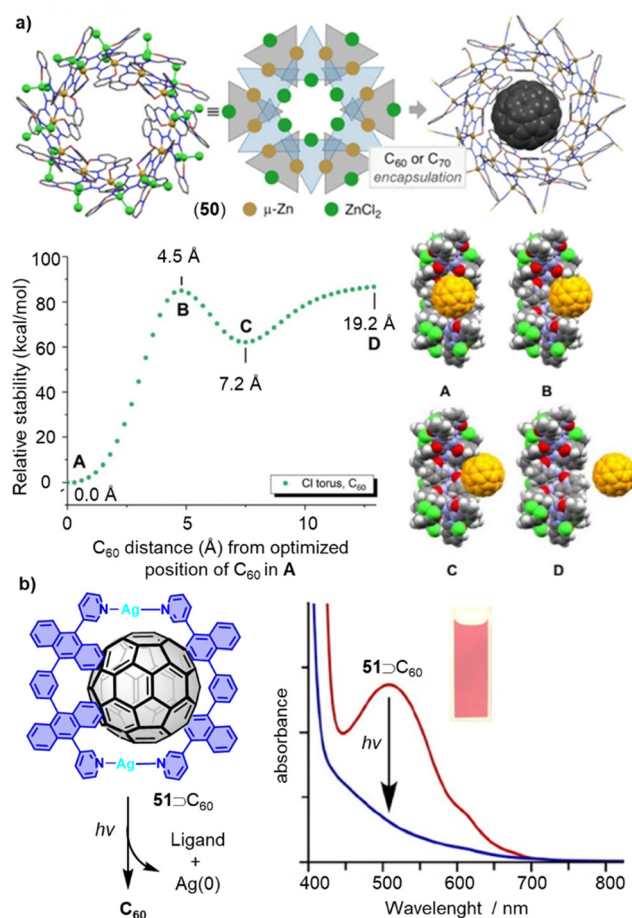 a)
(50)
μ-Zn
ZnCl2
C60 or C70
encapsulation
Relative stability (kcal/mol)
100
80
60
40
20
0
A
0.0 Å
4.5 Å
B
C
7.2 Å
19.2 Å
D
Cl torus, C60
0
5
10
C60 distance (Å) from optimized
position of C60 in A
A
B
C
D
b)
N
Ag
N
N
Ag
N
51⊃C60
hν
Ligand
+
Ag(0)
C60
absorbance
51⊃C60
hν
400
500
600
700
800
Wavelenght / nm